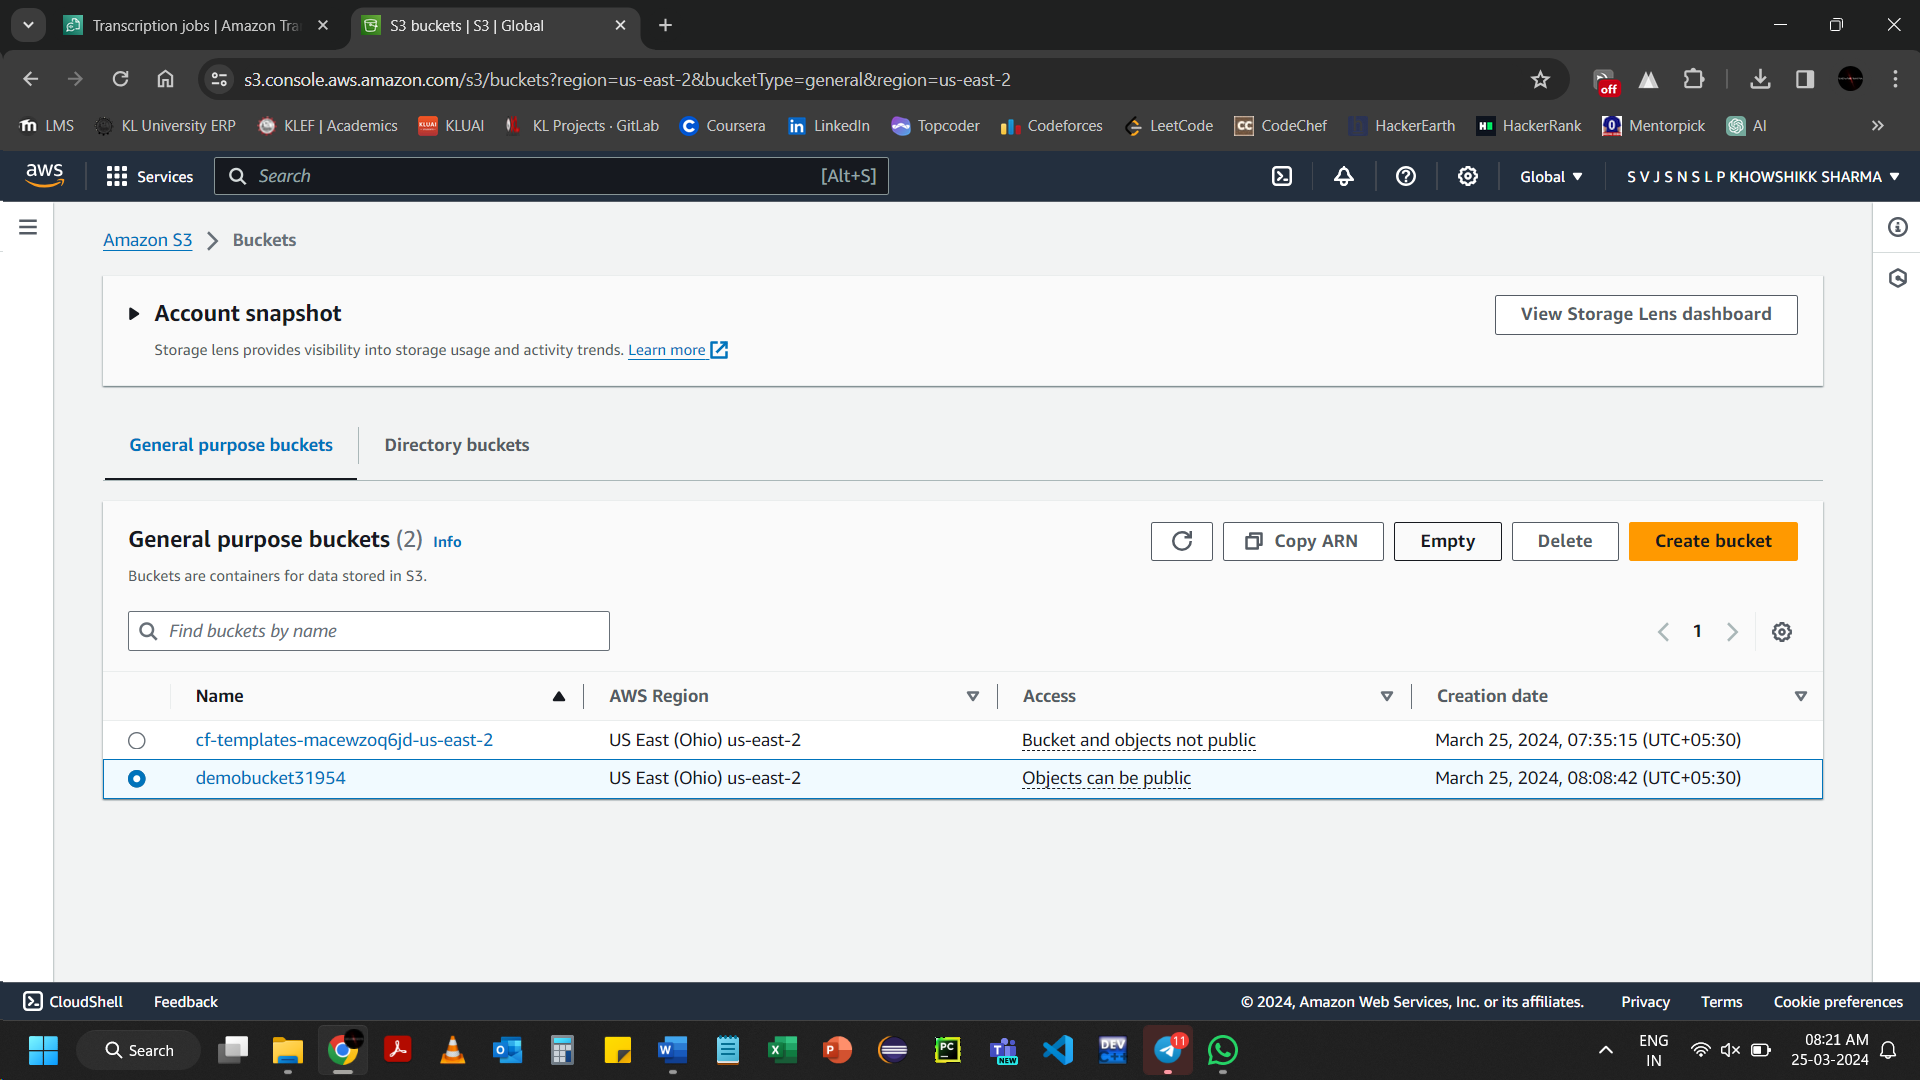 Transcription jobs | Amazon Tra
S3 buckets | S3 | Global
s3.console.aws.amazon.com/s3/buckets?region=us-east-2&bucketType=general&region=us-east-2
off
LMS
KL University ERP
KLEF | Academics
KLUAI
KLUAI
KL Projects · GitLab
Coursera
LinkedIn
Topcoder
Codeforces
LeetCode
CodeChef
HackerEarth
HackerRank
Mentorpick
AI
aws
Services
Search
[Alt+S]
Global
S V J S N S L P KHOWSHIKK SHARMA
Amazon S3
Buckets
Account snapshot
View Storage Lens dashboard
Storage lens provides visibility into storage usage and activity trends. Learn more
General purpose buckets
Directory buckets
General purpose buckets (2) Info
Copy ARN
Empty
Delete
Create bucket
Buckets are containers for data stored in S3.
Find buckets by name
1
Name
AWS Region
Access
Creation date
cf-templates-macewzoq6jd-us-east-2
US East (Ohio) us-east-2
Bucket and objects not public
March 25, 2024, 07:35:15 (UTC+05:30)
demobucket31954
US East (Ohio) us-east-2
Objects can be public
March 25, 2024, 08:08:42 (UTC+05:30)
CloudShell
Feedback
© 2024, Amazon Web Services, Inc. or its affiliates.
Privacy
Terms
Cookie preferences
Search
NEW
DEV
11
ENG
IN
08:21 AM
25-03-2024